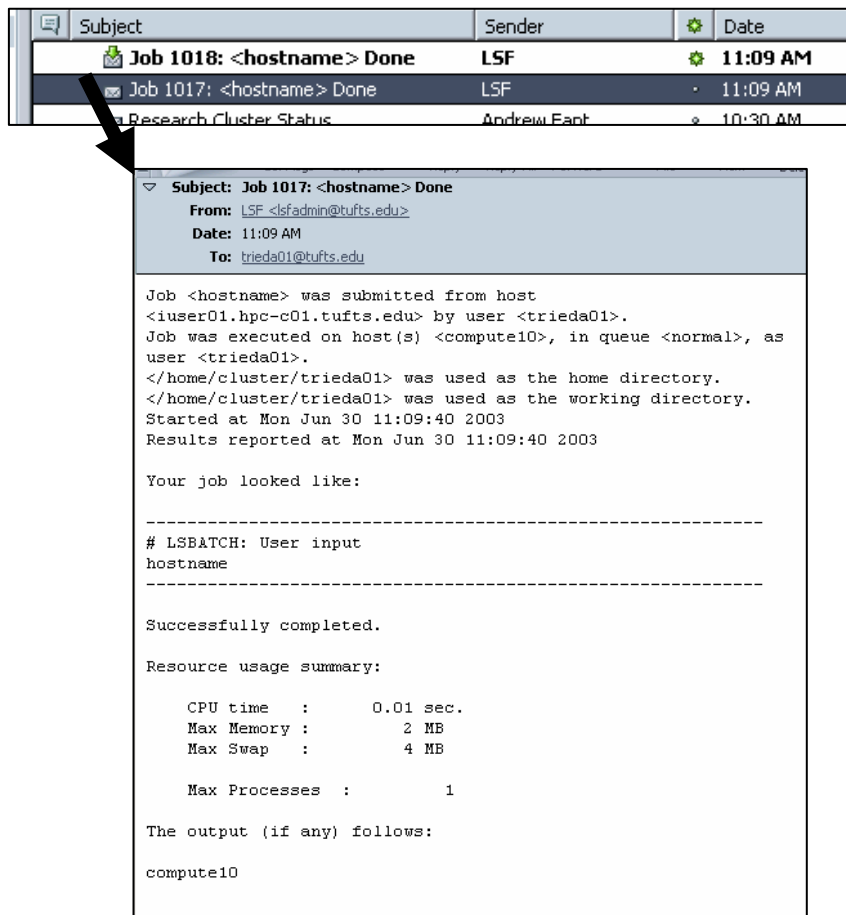 Subject Sender Date
Job 1018: <hostname> Done LSF 11:09 AM
Job 1017: <hostname> Done LSF 11:09 AM
Research Cluster Status Andrew Fant 10:30 AM
Subject: Job 1017: <hostname> Done
From: LSF <lsfadmin@tufts.edu>
Date: 11:09 AM
To: trieda01@tufts.edu
Job <hostname> was submitted from host
<iuser01.hpc-c01.tufts.edu> by user <trieda01>.
Job was executed on host(s) <compute10>, in queue <normal>, as
user <trieda01>.
</home/cluster/trieda01> was used as the home directory.
</home/cluster/trieda01> was used as the working directory.
Started at Mon Jun 30 11:09:40 2003
Results reported at Mon Jun 30 11:09:40 2003
Your job looked like:
------------------------------------------------------------
# LSBATCH: User input
hostname
------------------------------------------------------------
Successfully completed.
Resource usage summary:
CPU time : 0.01 sec.
Max Memory : 2 MB
Max Swap : 4 MB
Max Processes : 1
The output (if any) follows:
compute10